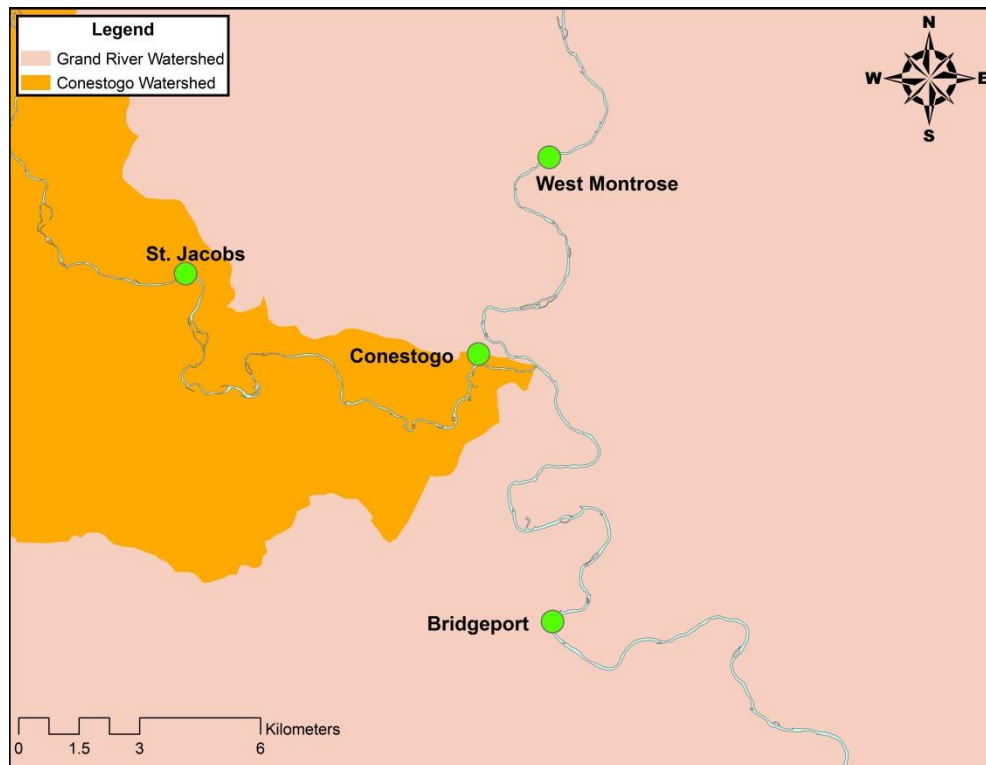 Legend
Grand River Watershed
Conestogo Watershed
N
W E
S
West Montrose
St. Jacobs
Conestogo
Bridgeport
Kilometers
0 1.5 3 6